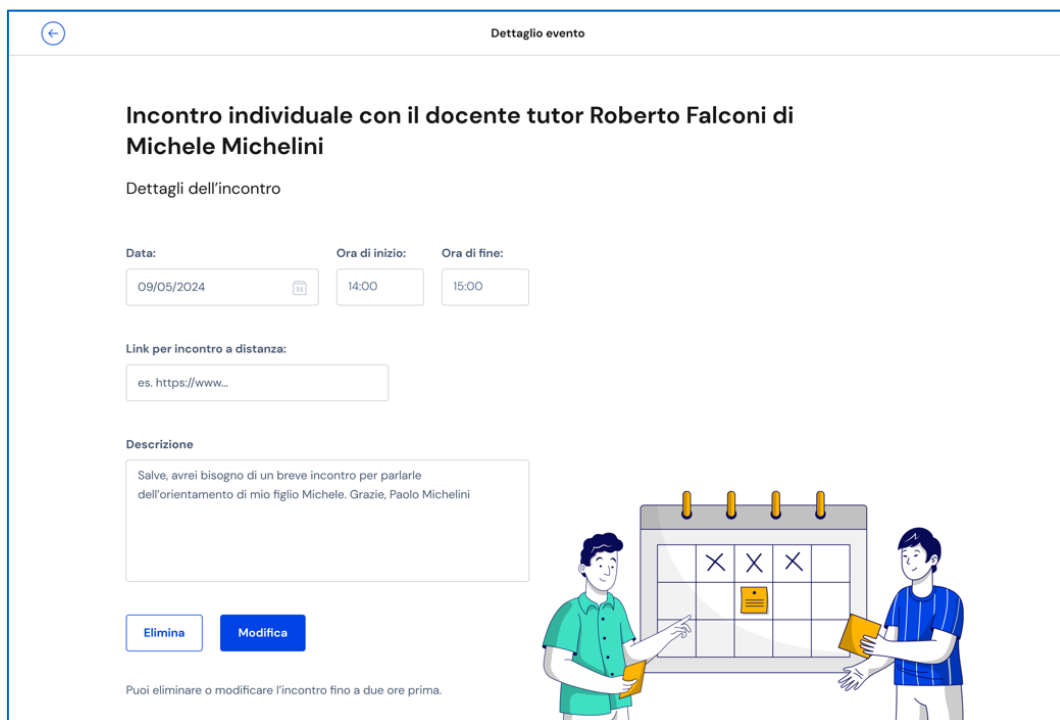 Dettaglio evento
Incontro individuale con il docente tutor Roberto Falconi di
Michele Michelini
Dettagli dell'incontro
Data: Ora di inizio: Ora di fine:
09/05/2024 31 14:00 15:00
Link per incontro a distanza:
es. https://www...
Descrizione
Salve, avrei bisogno di un breve incontro per parlarle
dell'orientamento di mio figlio Michele. Grazie, Paolo Michelini
Elimina Modifica
Puoi eliminare o modificare l'incontro fino a due ore prima.